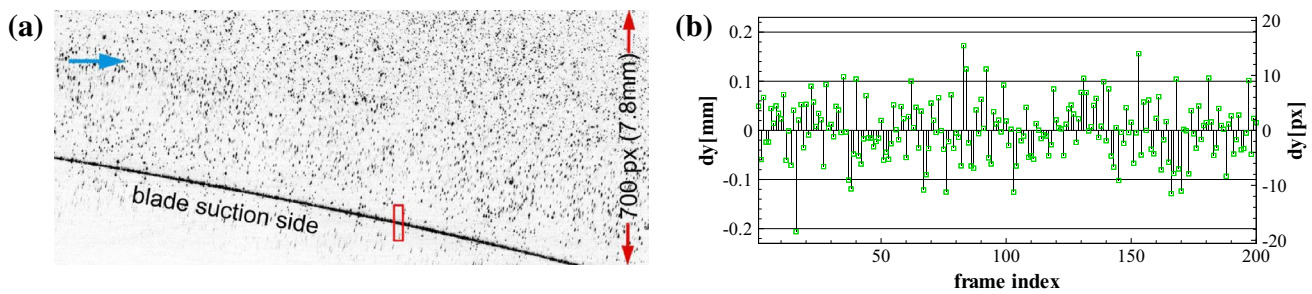 (a)
blade suction side
700 px (7.8mm)
(b)
dy [mm]
0.2
0.1
0
-0.1
-0.2
50
100
150
200
frame index
20
10
0
-10
-20
dy [px]